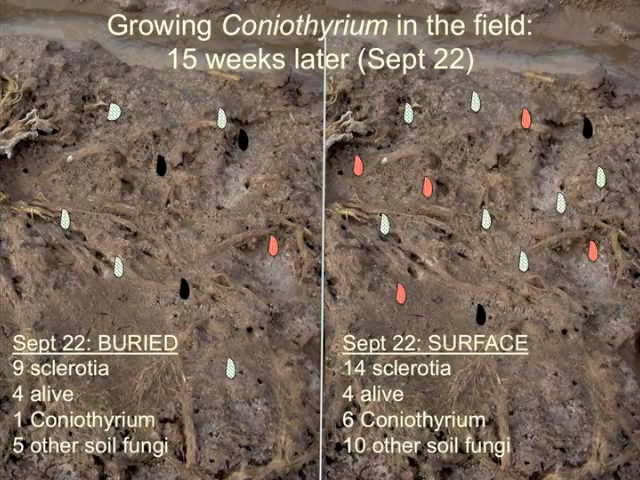 Growing Coniothyrium in the field:
15 weeks later (Sept 22)
Sept 22: BURIED
9 sclerotia
4 alive
1 Coniothyrium
5 other soil fungi
Sept 22: SURFACE
14 sclerotia
4 alive
6 Coniothyrium
10 other soil fungi